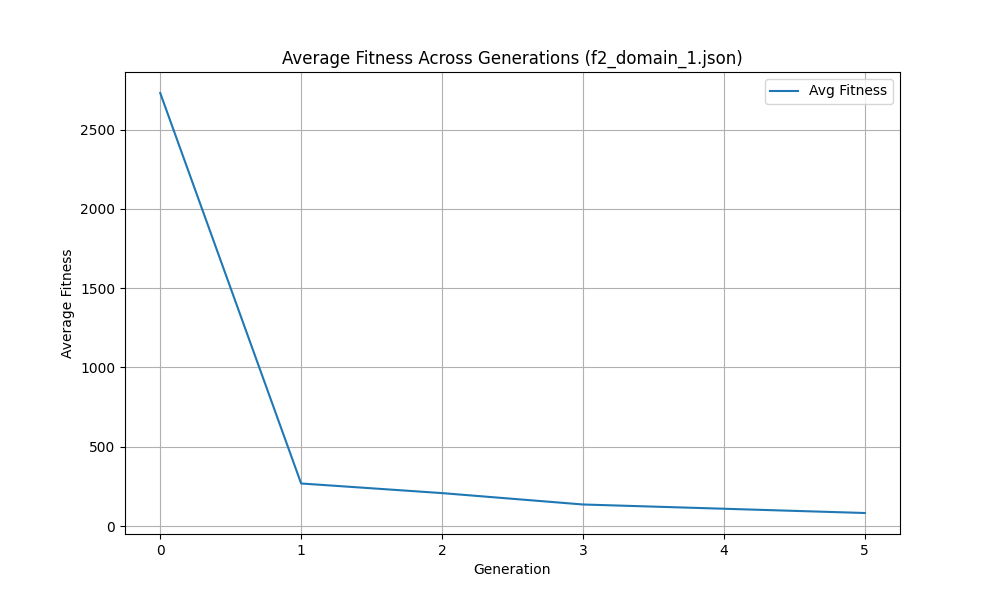 Average Fitness Across Generations (f2_domain_1.json)
Avg Fitness
2500
2000
1500
1000
500
0
Average Fitness
0 1 2 3 4 5
Generation